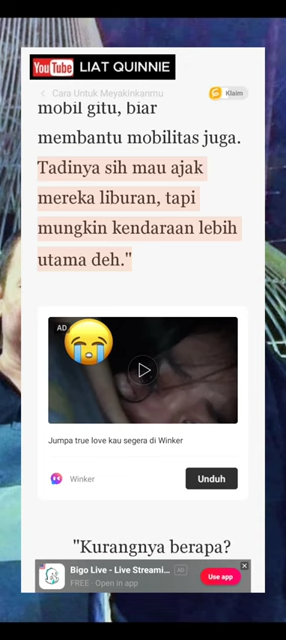 YouTube LIAT QUINNIE
Cara Untuk Meyakinkanmu
Klaim
mobil gitu, biar
membantu mobilitas juga.
Tadinya sih mau ajak
mereka liburan, tapi
mungkin kendaraan lebih
utama deh."
AD
Jumpa true love kau segera di Winker
Winker
Unduh
"Kurangnya berapa?
Bigo Live - Live Streami... AD
FREE Open in app
Use app